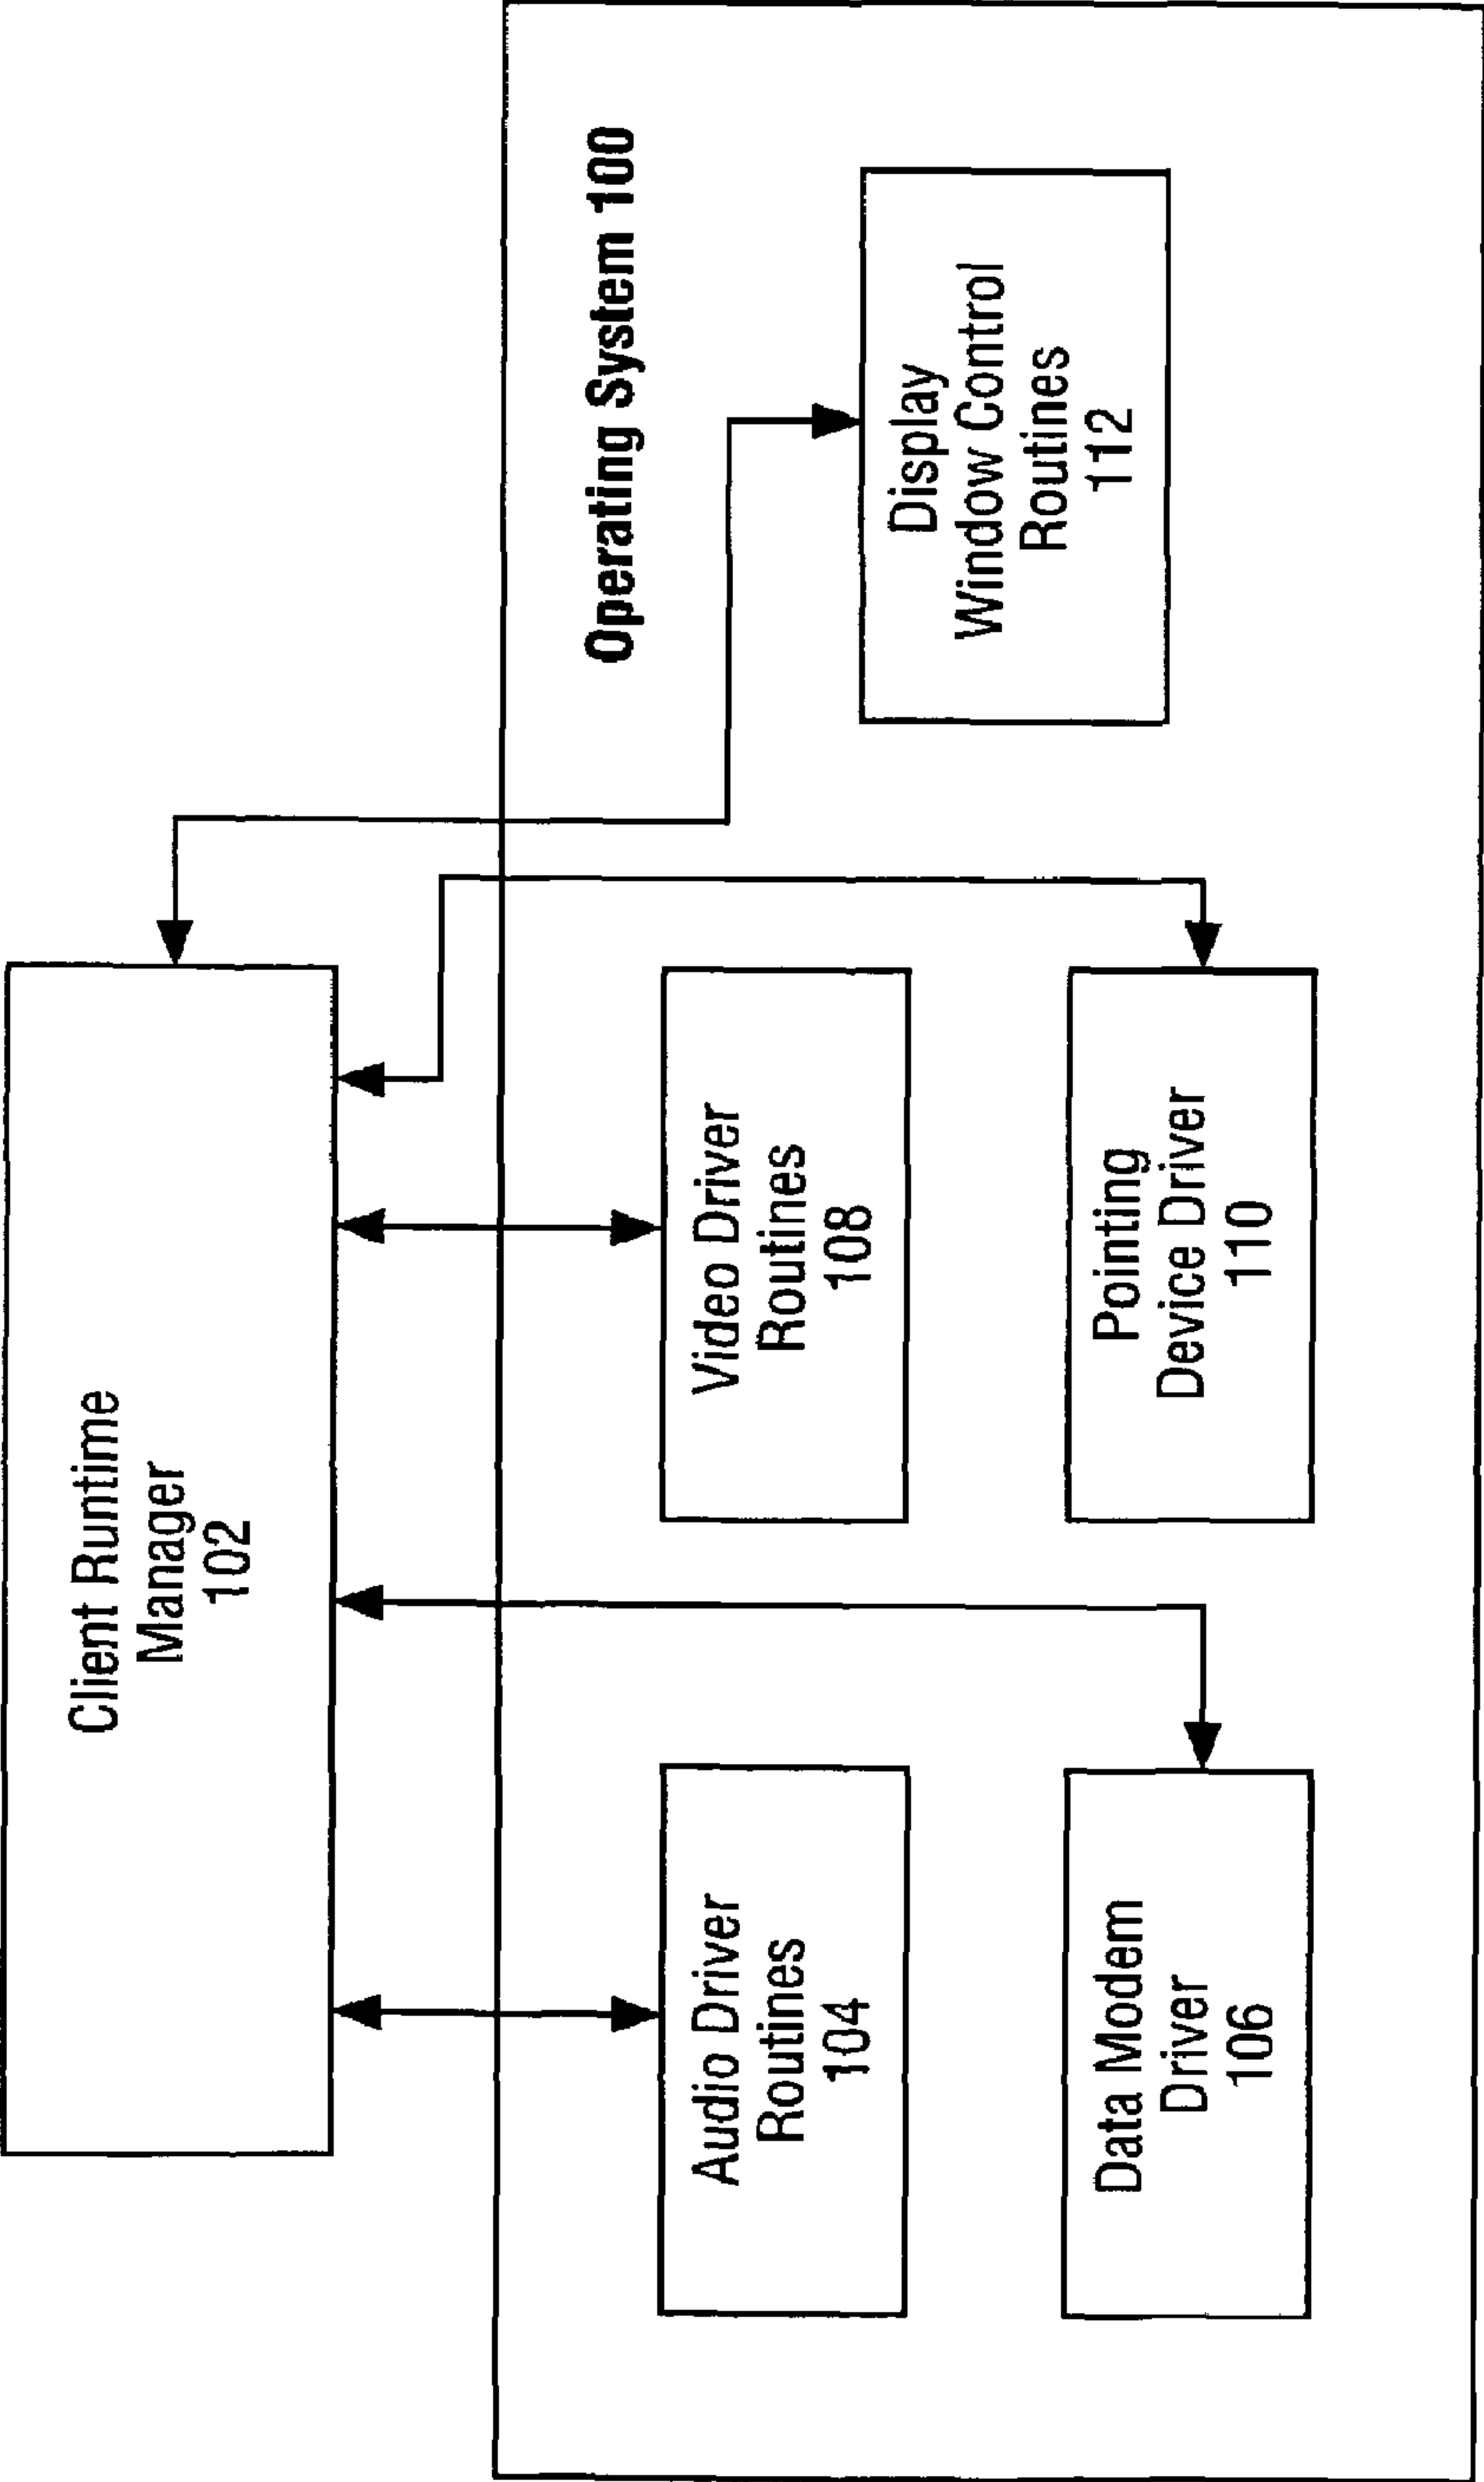 Client Runtime
Manager
102
Operating System 100
Audio Driver
Routines
104
Video Driver
Routines
108
Display
Window Control
Routines
112
Data Modem
Driver
106
Pointing
Device Driver
110